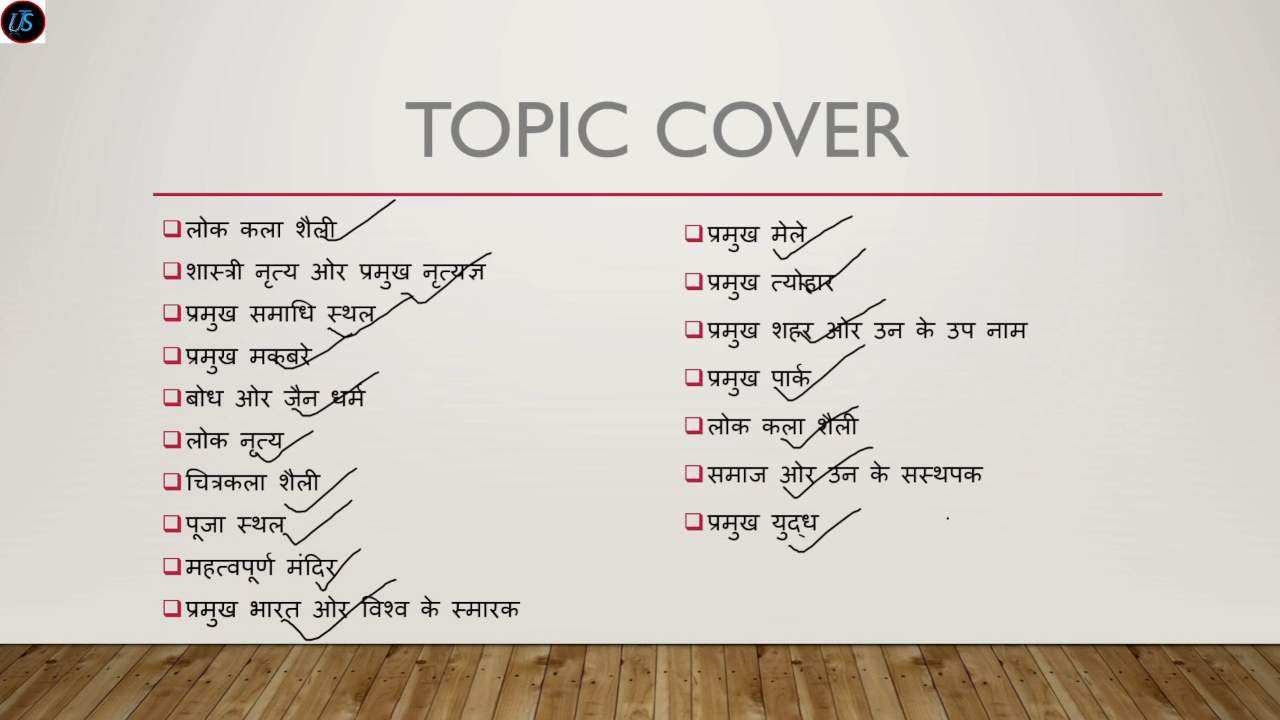 US
TOPIC COVER
लोक कला शैली
शास्त्री नृत्य ओर प्रमुख नृत्यज्ञ
प्रमुख समाधि स्थल
प्रमुख मकबरे
बोध ओर जैन धर्म
लोक नृत्य
चित्रकला शैली
पूजा स्थल
महत्वपूर्ण मंदिर
प्रमुख भारत ओर विश्व के स्मारक
प्रमुख मेले
प्रमुख त्योहार
प्रमुख शहर ओर उन के उप नाम
प्रमुख पार्क
लोक कला शैली
समाज ओर उन के सस्थपक
प्रमुख युद्ध